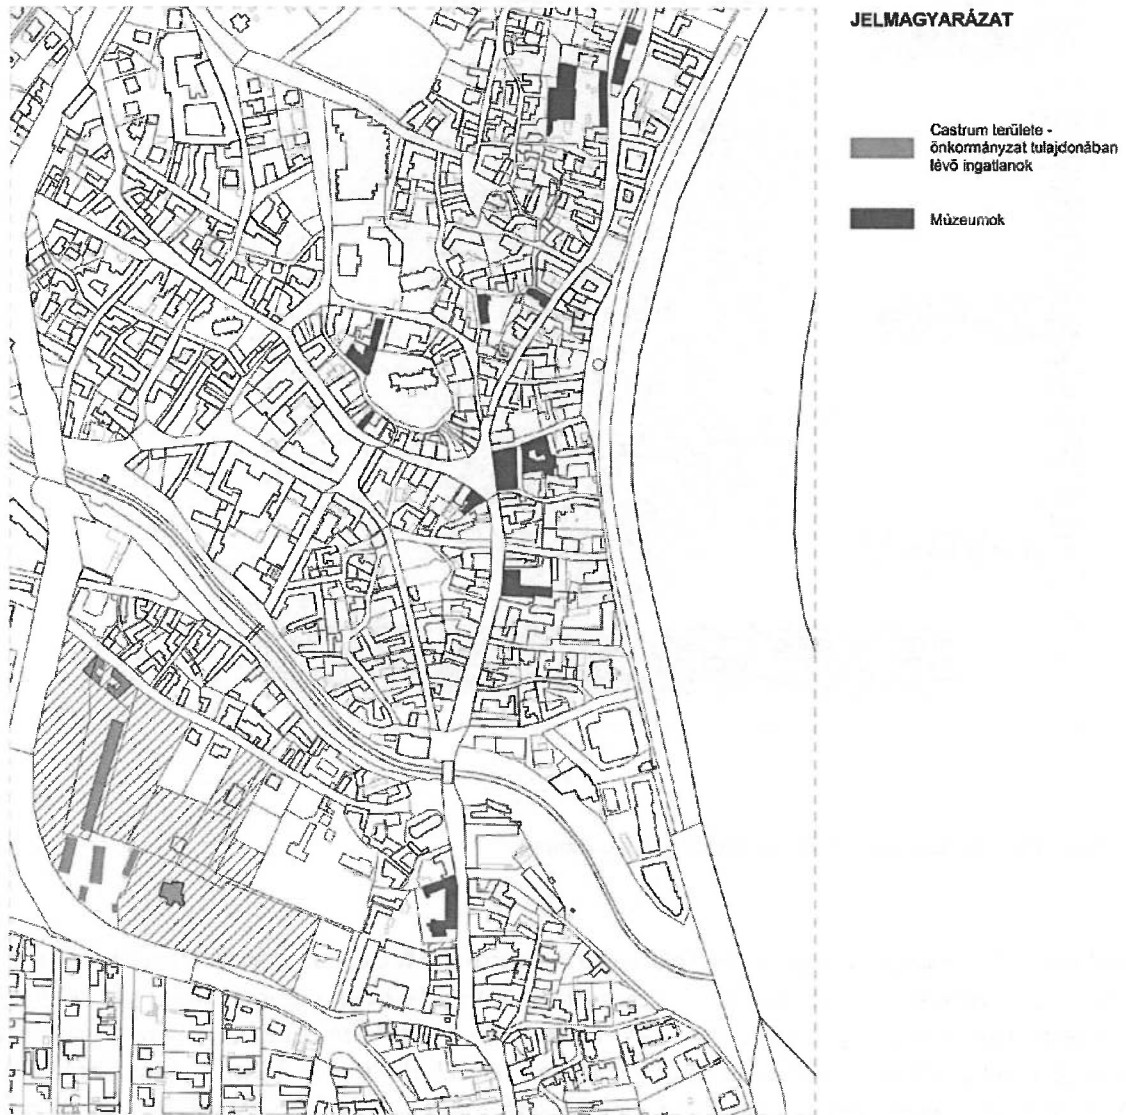 JELMAGYARÁZAT
Castrum területe -
önkormányzat tulajdonában
lévő ingatlanok
Múzeumok